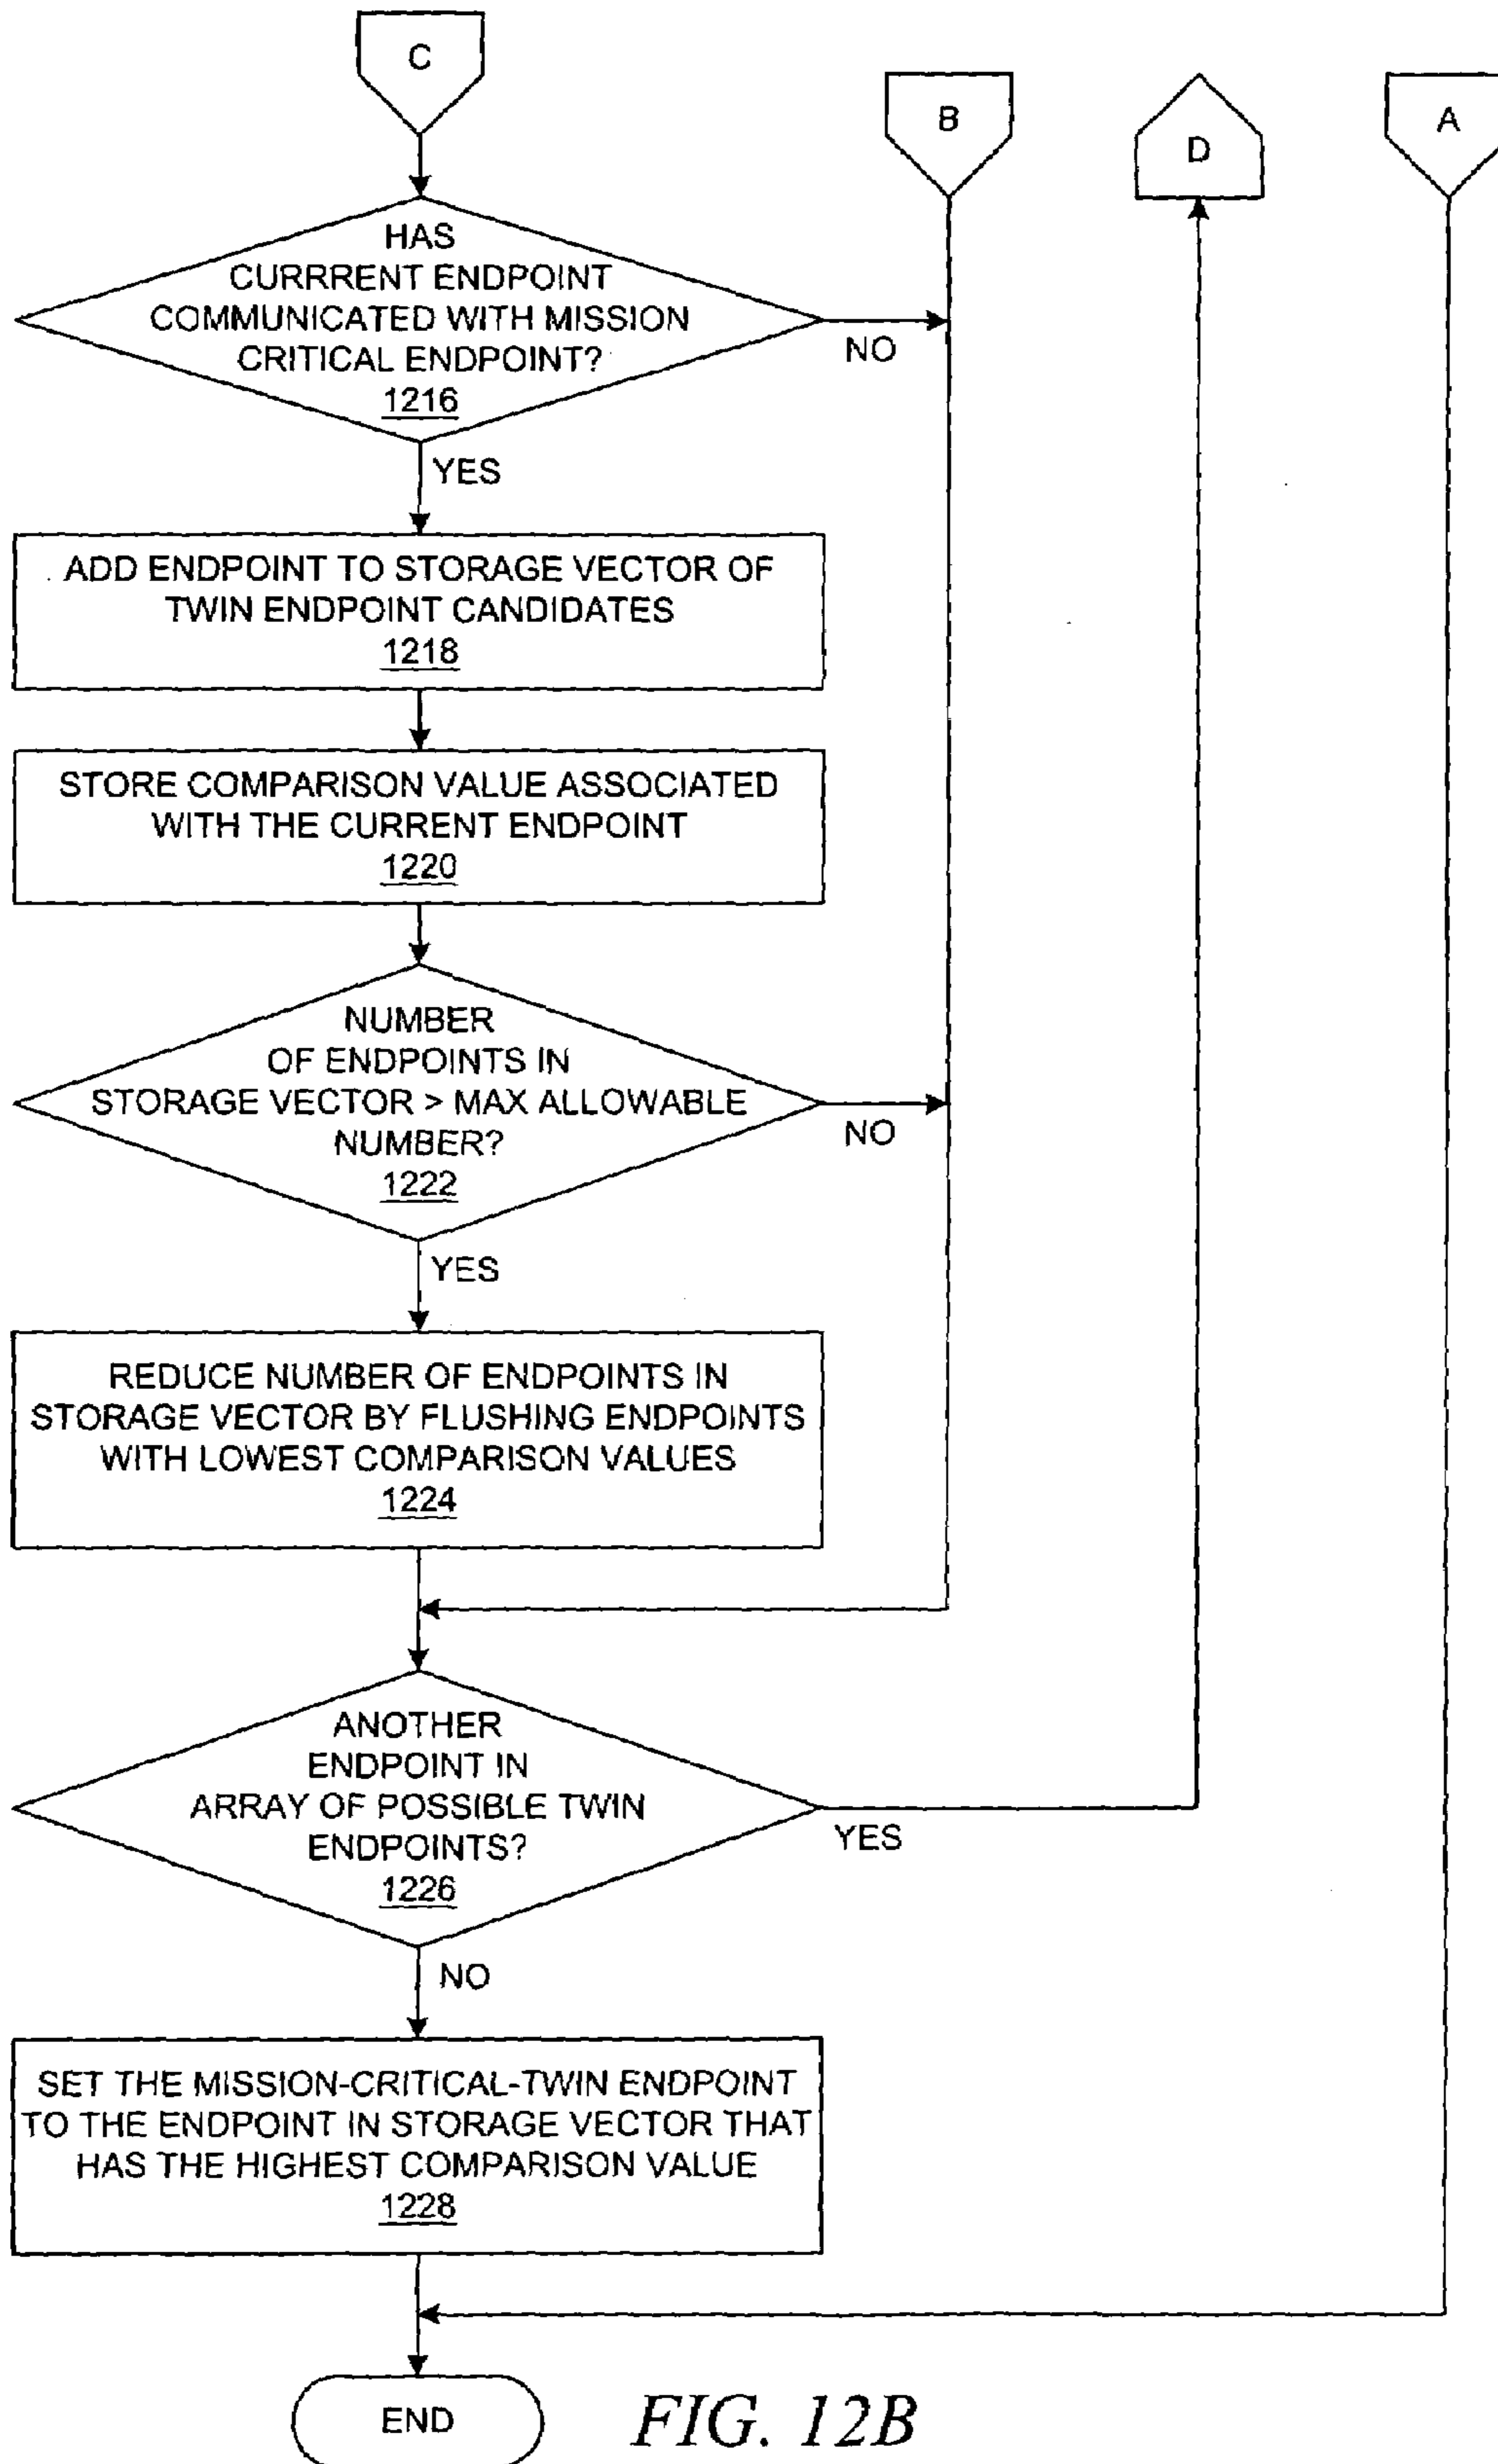 C
B
D
A
HAS
CURRRENT ENDPOINT
COMMUNICATED WITH MISSION
CRITICAL ENDPOINT?
1216
NO
YES
ADD ENDPOINT TO STORAGE VECTOR OF
TWIN ENDPOINT CANDIDATES
1218
STORE COMPARISON VALUE ASSOCIATED
WITH THE CURRENT ENDPOINT
1220
NUMBER
OF ENDPOINTS IN
STORAGE VECTOR > MAX ALLOWABLE
NUMBER?
1222
NO
YES
REDUCE NUMBER OF ENDPOINTS IN
STORAGE VECTOR BY FLUSHING ENDPOINTS
WITH LOWEST COMPARISON VALUES
1224
ANOTHER
ENDPOINT IN
ARRAY OF POSSIBLE TWIN
ENDPOINTS?
1226
YES
NO
SET THE MISSION-CRITICAL-TWIN ENDPOINT
TO THE ENDPOINT IN STORAGE VECTOR THAT
HAS THE HIGHEST COMPARISON VALUE
1228
END
FIG. 12B